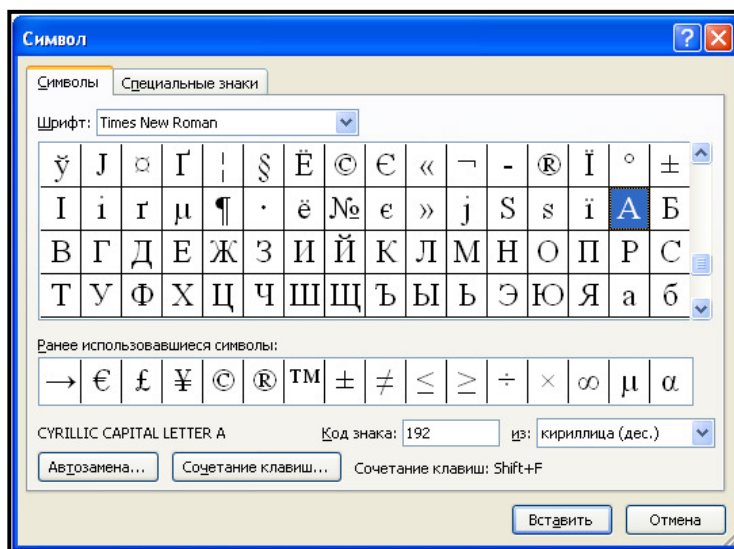 Символ
Символы Специальные знаки
Шрифт: Times New Roman
ў Ј ¤ Ґ ¦ § Ё © Є « ¬ - ® Ї ° ±
І і ґ µ ¶ · ё № є » ј Ѕ ѕ ї А Б
В Г Д Е Ж З И Й К Л М Н О П Р С
Т У Ф Х Ц Ч Ш Щ Ъ Ы Ь Э Ю Я а б
Ранее использовавшиеся символы:
→ € £ ¥ © ® ™ ± ≠ ≤ ≥ ÷ × ∞ µ α
CYRILLIC CAPITAL LETTER A Код знака: 192 из: кириллица (дес.)
Автозамена... Сочетание клавиш... Сочетание клавиш: Shift+F
Вставить Отмена